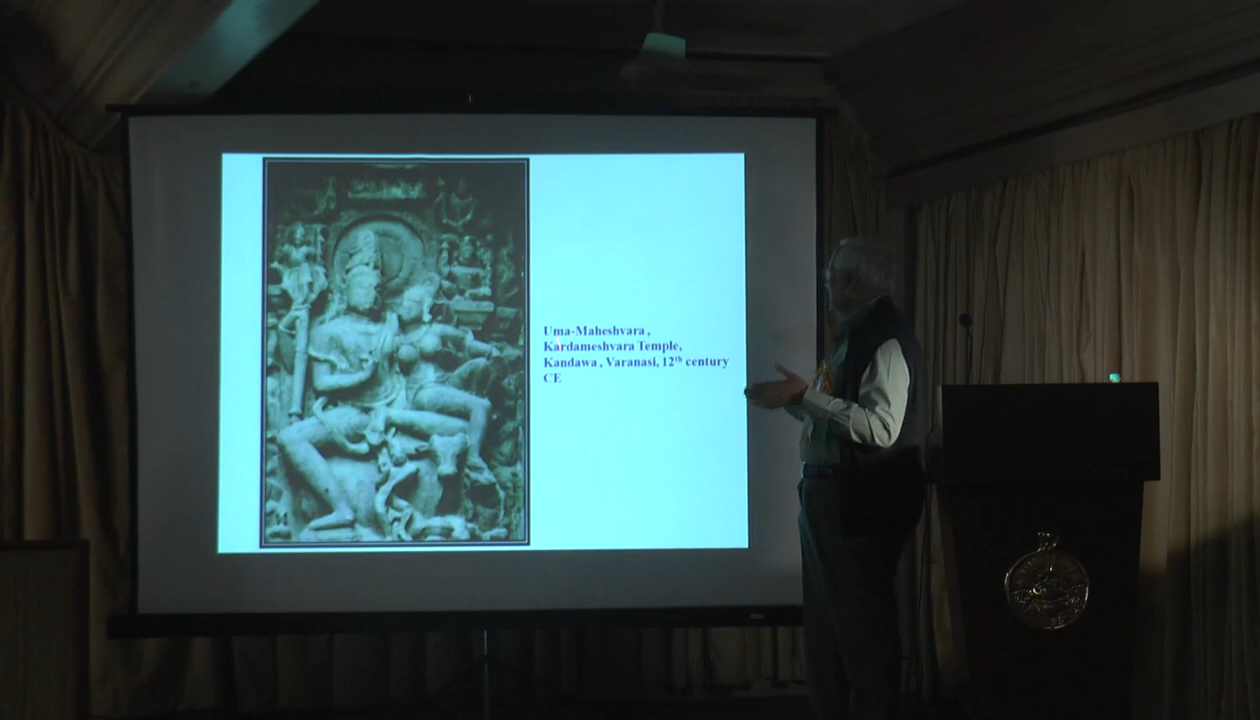 Uma-Maheshvara ,
Kardameshvara Temple,
Kandawa , Varanasi, 12th century
CE